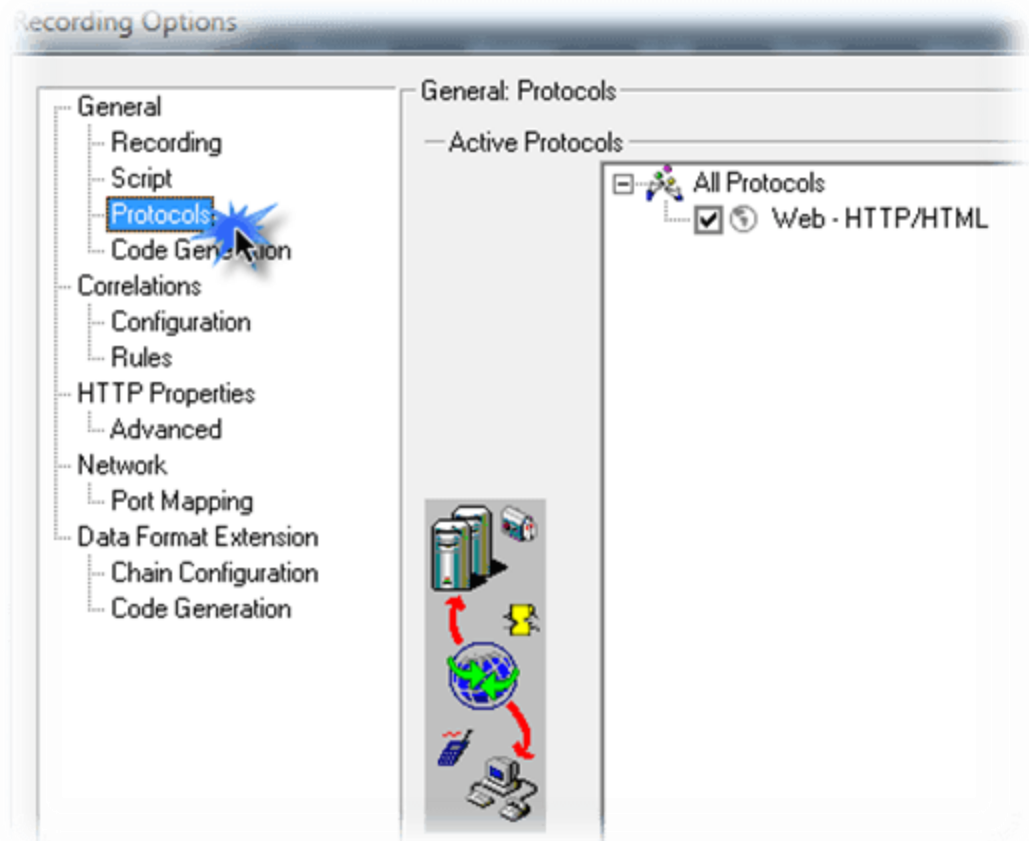 Recording Options
General
Recording
Script
Protocols
Code Generation
Correlations
Configuration
Rules
HTTP Properties
Advanced
Network
Port Mapping
Data Format Extension
Chain Configuration
Code Generation
General: Protocols
Active Protocols
All Protocols
Web - HTTP/HTML